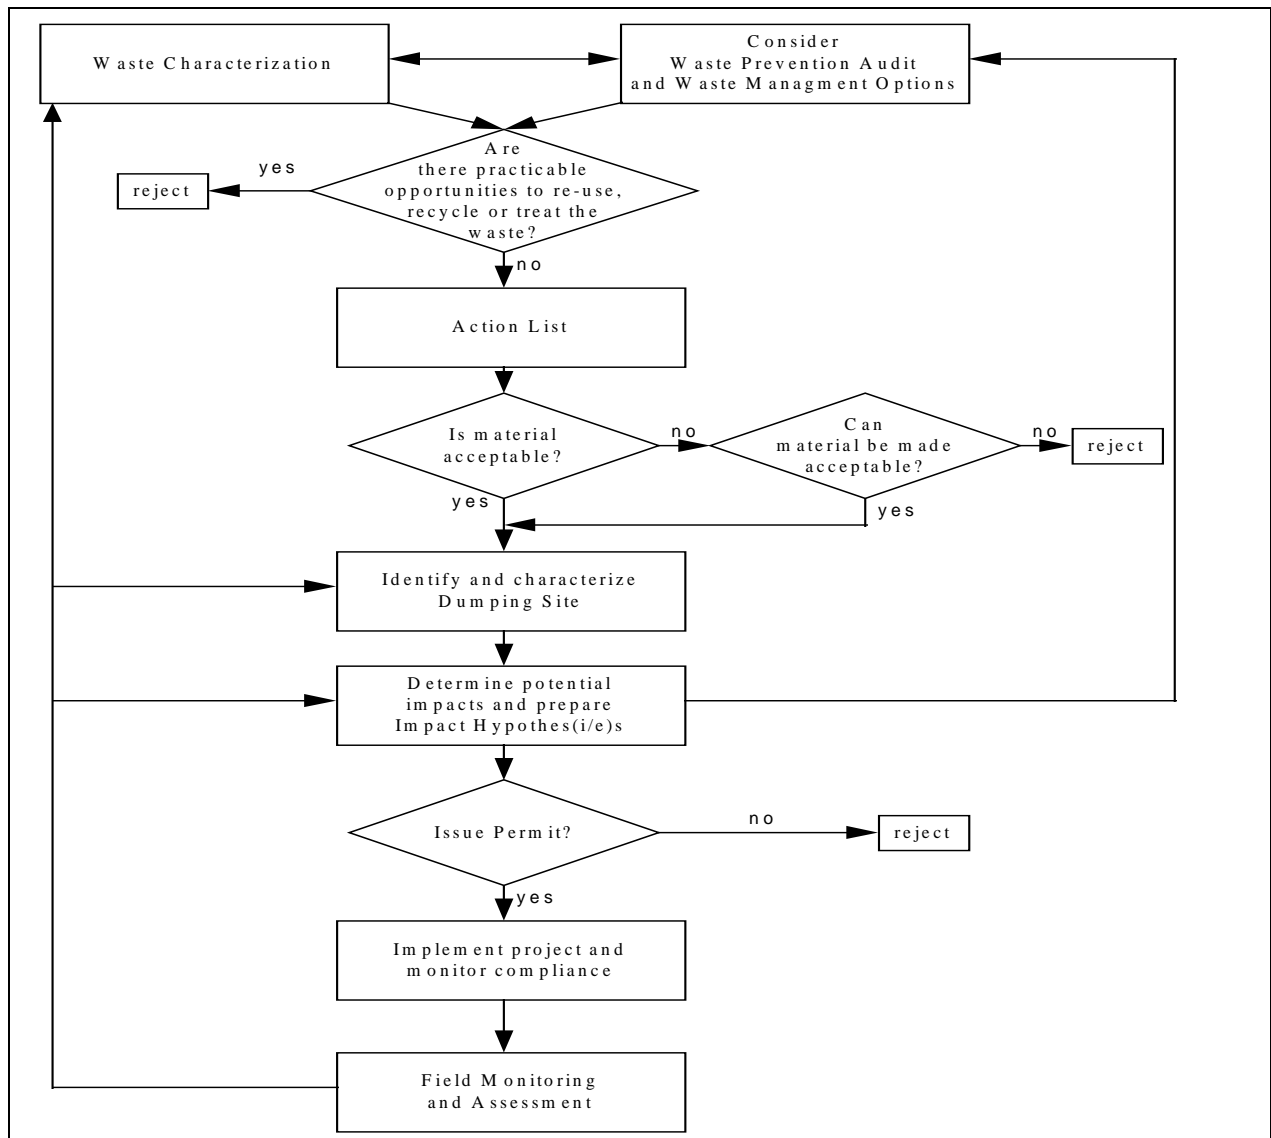 Waste Characterization
Consider
Waste Prevention Audit
and Waste Managment Options
Are
there practicable
opportunities to re-use,
recycle or treat the
waste?
yes
reject
no
Action List
Is material
acceptable?
no
Can
material be made
acceptable?
no
reject
yes
yes
Identify and characterize
Dumping Site
Determine potential
impacts and prepare
Impact Hypothes(i/e)s
Issue Permit?
no
reject
yes
Implement project and
monitor compliance
Field Monitoring
and Assessment